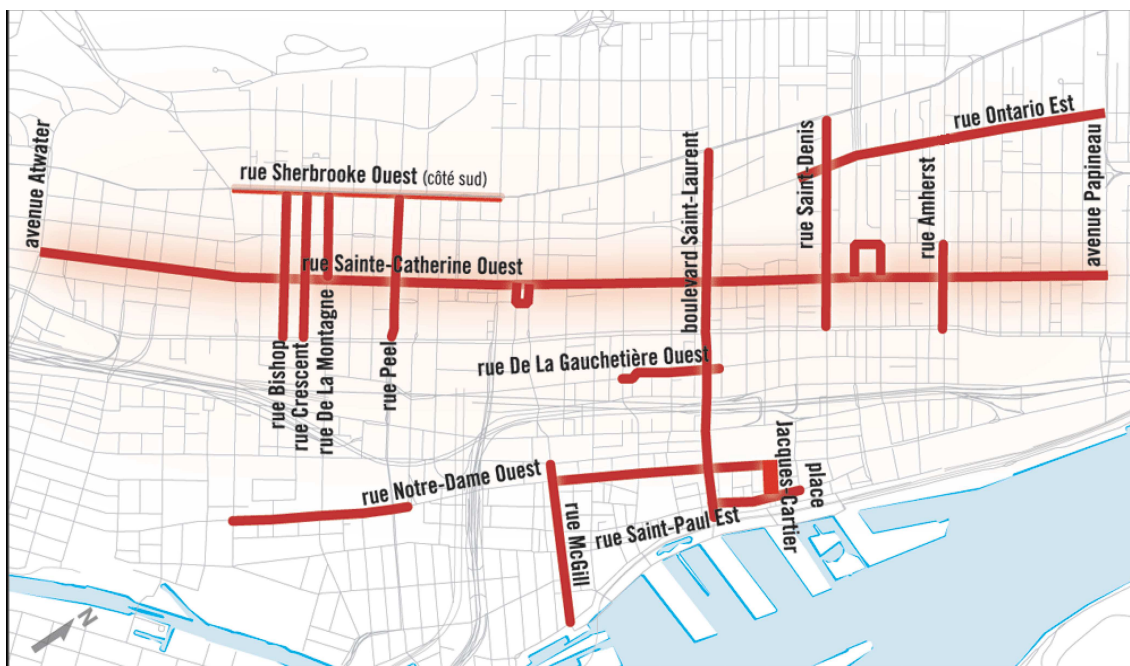 rue Ontario Est
avenue Atwater
rue Sherbrooke Ouest (côté sud)
rue Saint-Denis
rue Amherst
avenue Papineau
boulevard Saint-Laurent
rue Sainte-Catherine Ouest
rue Bishop
rue Crescent
rue De La Montagne
rue Peel
rue De La Gauchetière Ouest
rue Notre-Dame Ouest
rue McGill
rue Saint-Paul Est
place
Jacques-Cartier
N